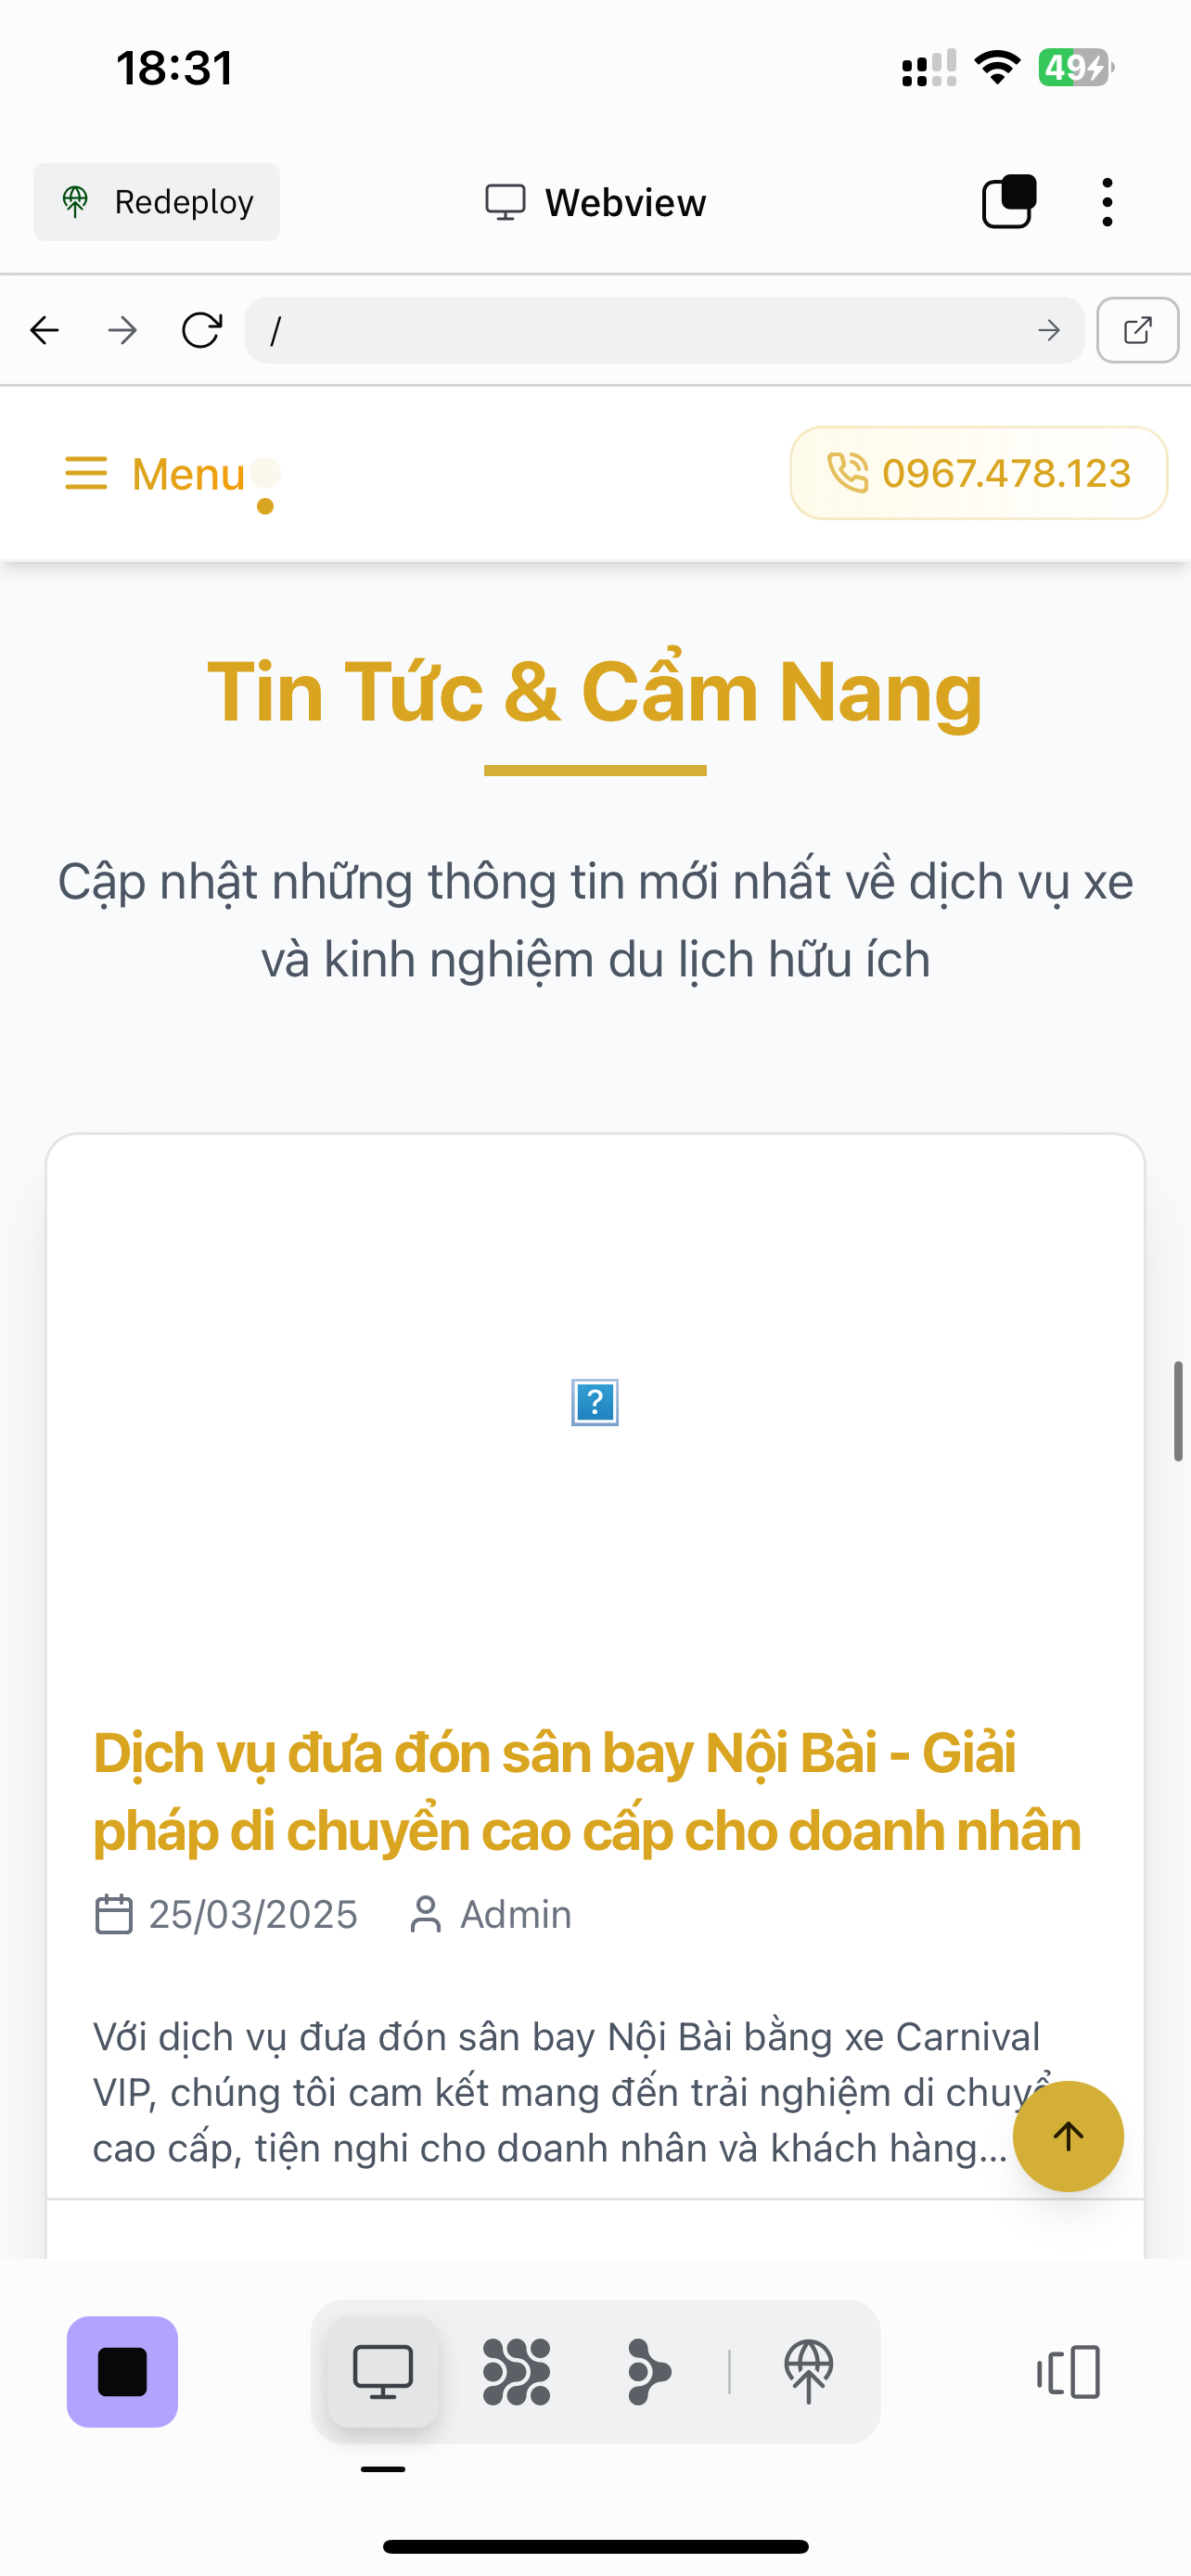 18:31
49
Redeploy
Webview
/
Menu
0967.478.123
Tin Tức & Cẩm Nang
Cập nhật những thông tin mới nhất về dịch vụ xe
và kinh nghiệm du lịch hữu ích
?
Dịch vụ đưa đón sân bay Nội Bài - Giải
pháp di chuyển cao cấp cho doanh nhân
25/03/2025 Admin
Với dịch vụ đưa đón sân bay Nội Bài bằng xe Carnival
VIP, chúng tôi cam kết mang đến trải nghiệm di chuyể
cao cấp, tiện nghi cho doanh nhân và khách hàng...